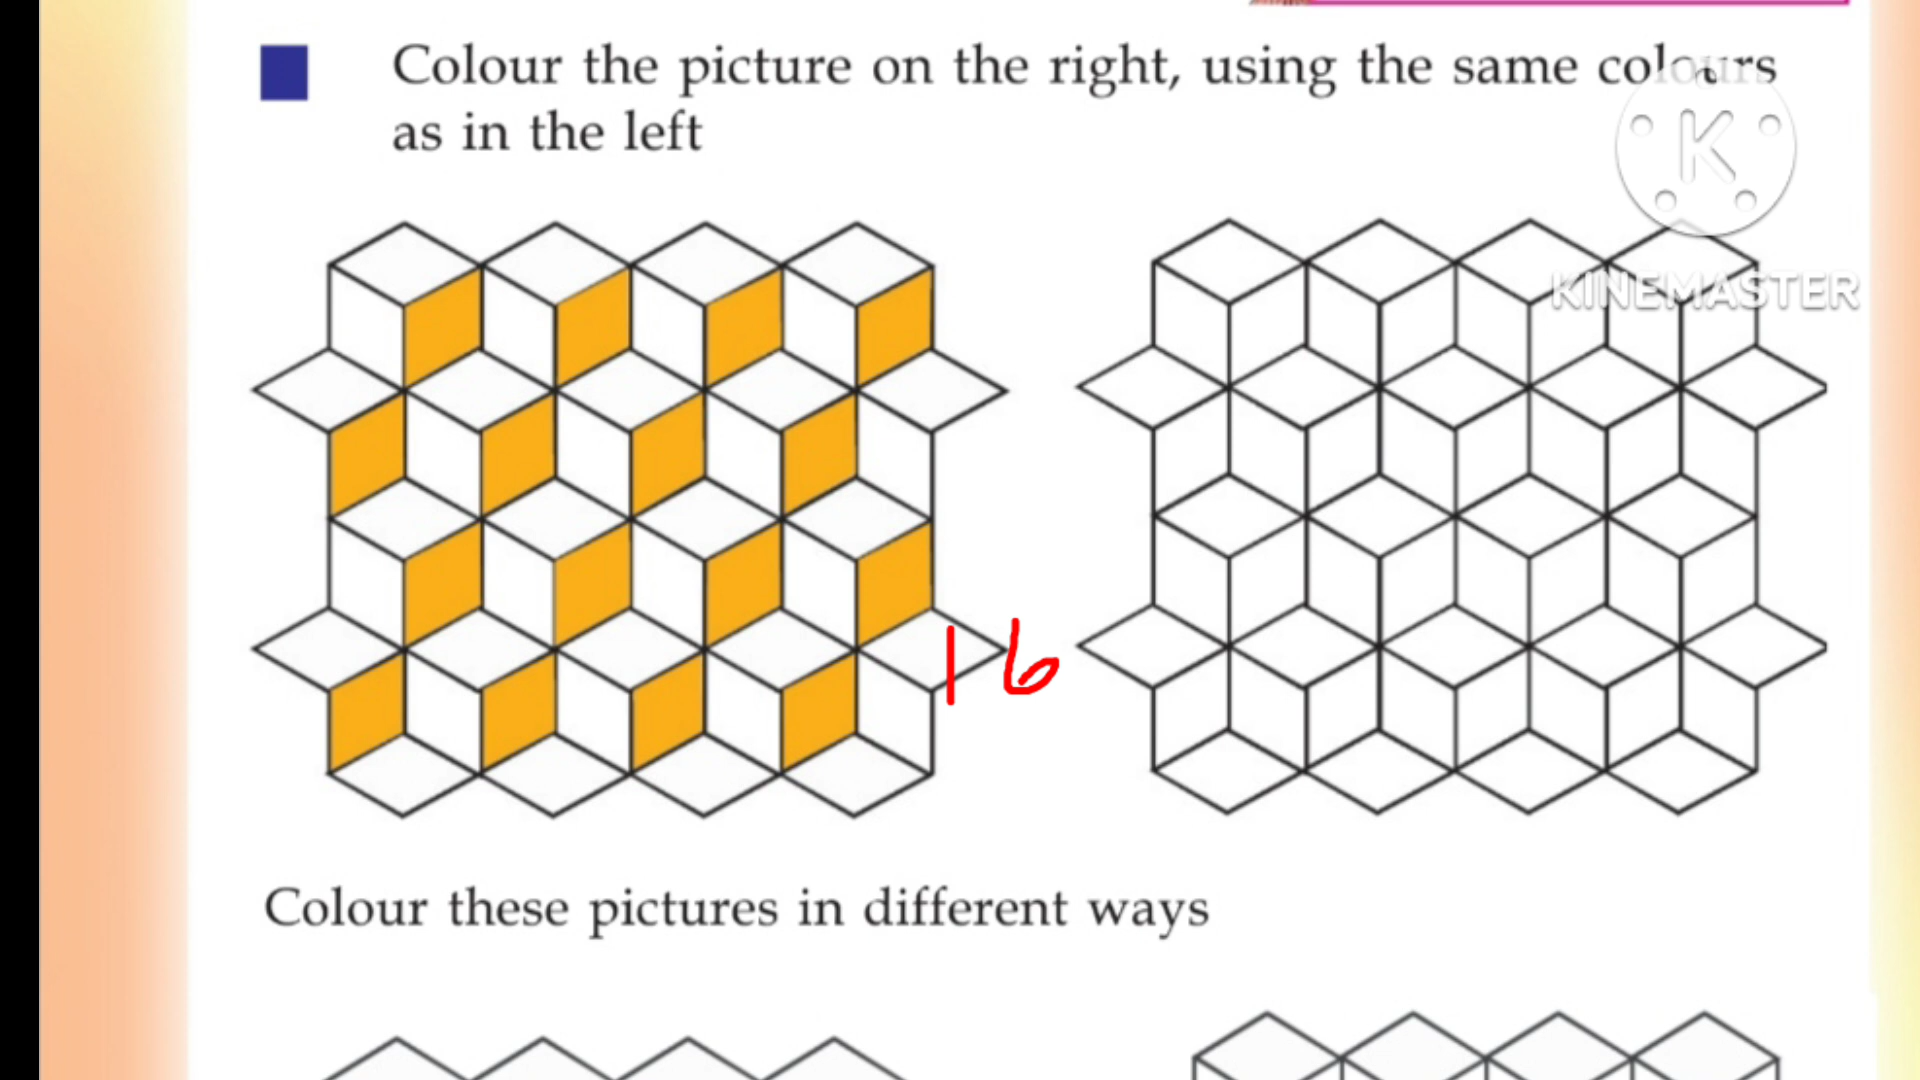 Colour the picture on the right, using the same colours
as in the left
K
KINEMASTER
16
Colour these pictures in different ways